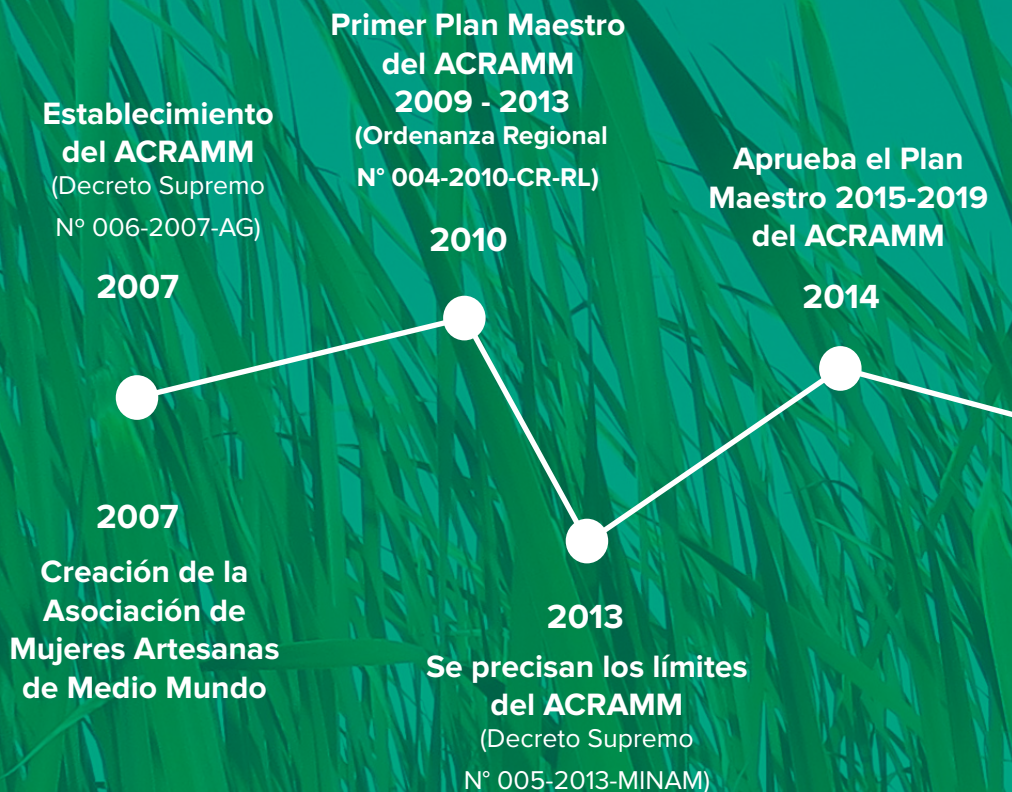 Establecimiento
del ACRAMM
(Decreto Supremo
Nº 006-2007-AG)
2007
2007
Creación de la
Asociación de
Mujeres Artesanas
de Medio Mundo
Primer Plan Maestro
del ACRAMM
2009 - 2013
(Ordenanza Regional
N° 004-2010-CR-RL)
2010
2013
Se precisan los límites
del ACRAMM
(Decreto Supremo
N° 005-2013-MINAM)
Aprueba el Plan
Maestro 2015-2019
del ACRAMM
2014